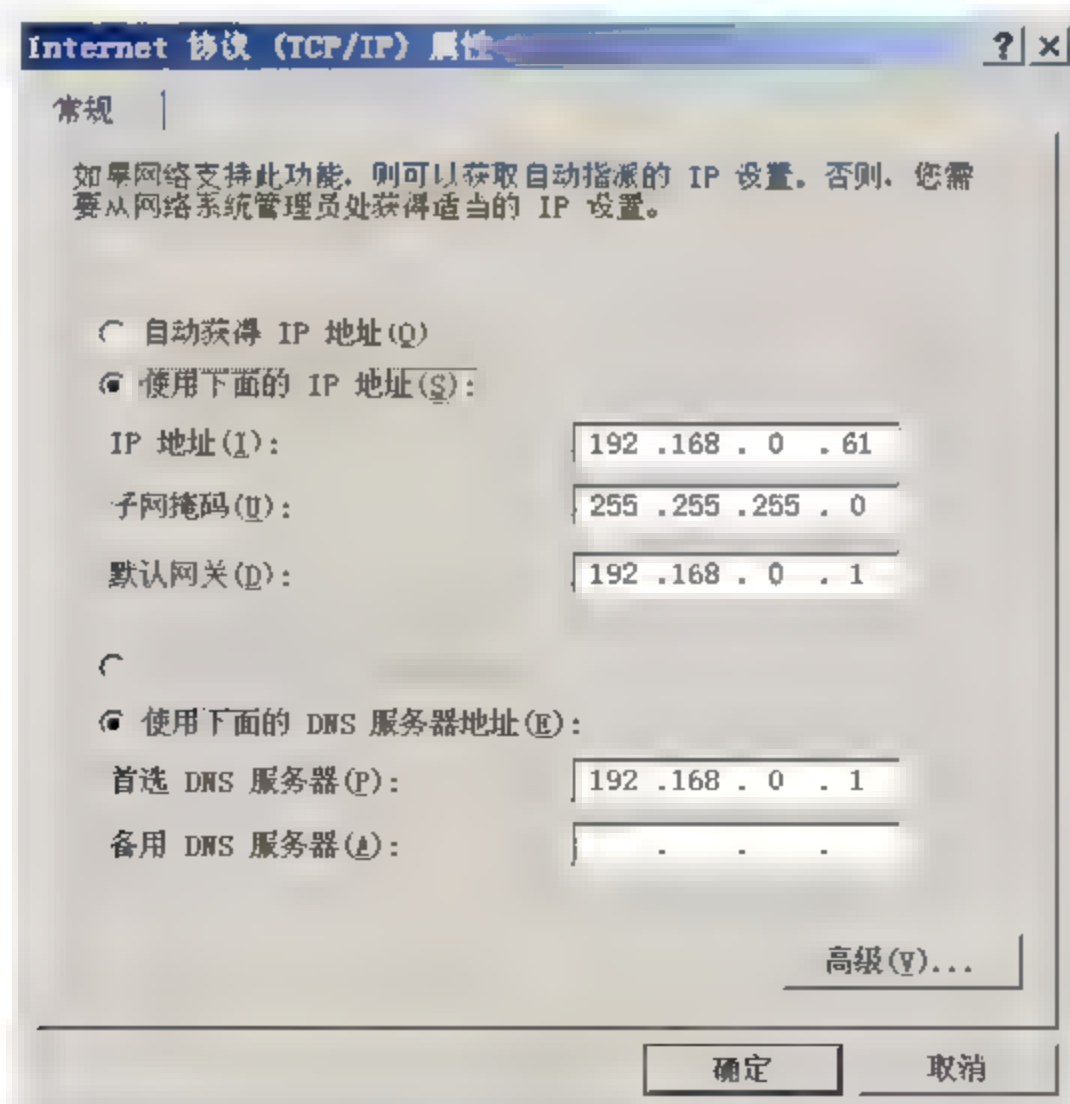 Internet 协议 (TCP/IP) 属性
常规
如果网络支持此功能，则可以获取自动指派的 IP 设置。否则，您需
要从网络系统管理员处获得适当的 IP 设置。
自动获得 IP 地址(O)
使用下面的 IP 地址(S):
IP 地址(I): 192 .168 . 0 . 61
子网掩码(U): 255 .255 .255 . 0
默认网关(D): 192 .168 . 0 . 1
使用下面的 DNS 服务器地址(E):
首选 DNS 服务器(P): 192 .168 . 0 . 1
备用 DNS 服务器(A): . . .
高级(V)...
确定 取消